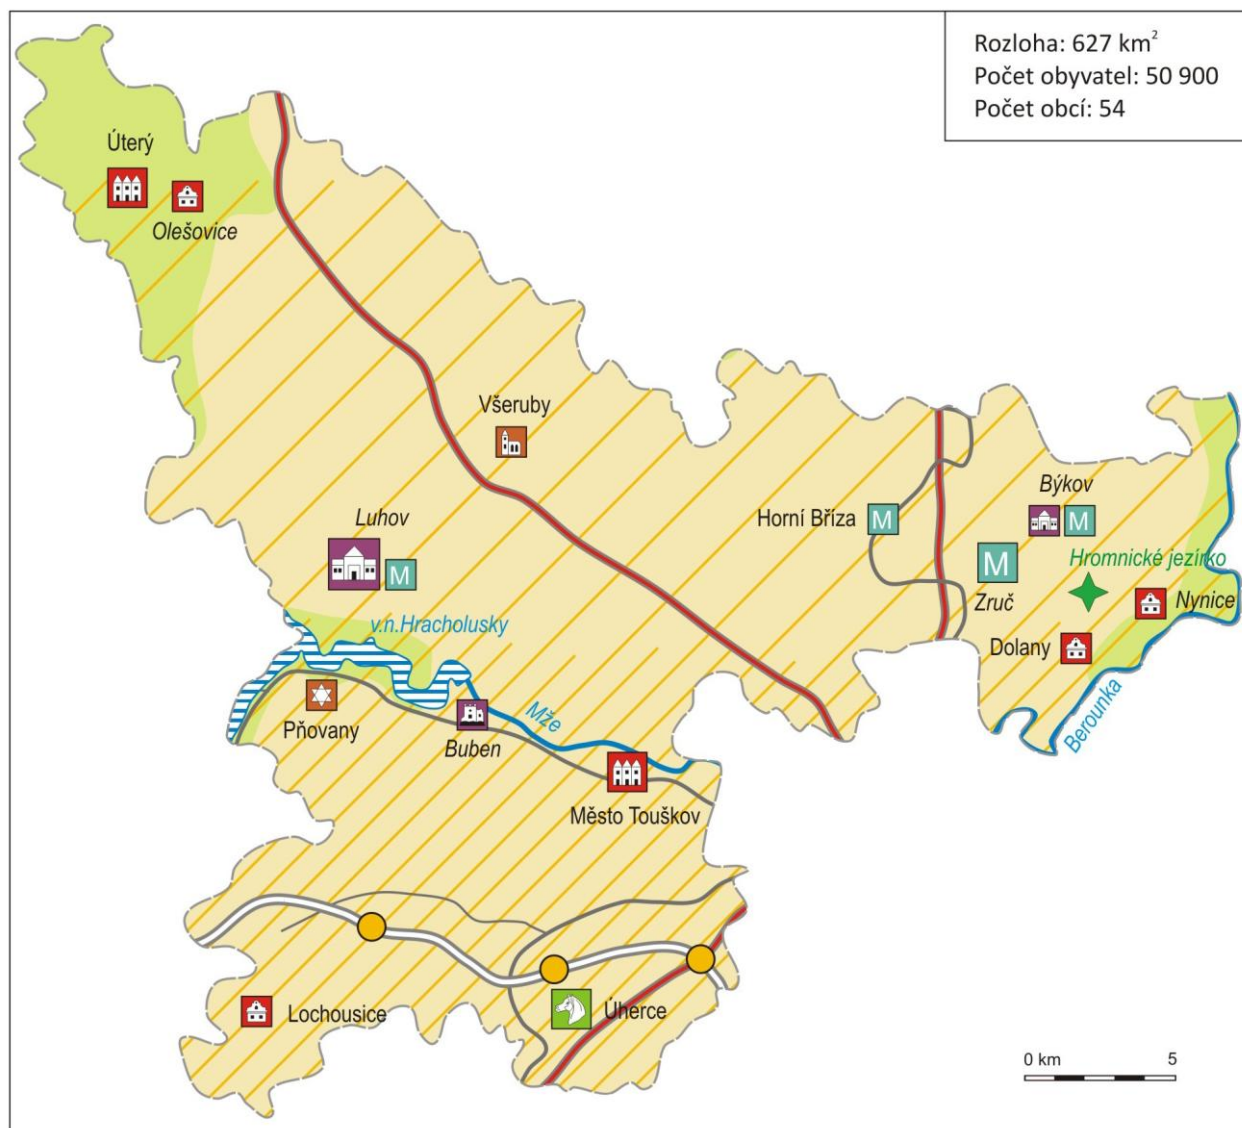 Rozloha: 627 km²
Počet obyvatel: 50 900
Počet obcí: 54
Úterý
Olešovice
Všeruby
Luhov
M
v.n.Hracholusky
Pňovany
Buben
Mže
Město Touškov
Horní Bříza
M
Býkov
M
Hromnické jezírko
M
Zruč
Nynice
Dolany
Berounka
Lochousice
Úherce
0 km 5